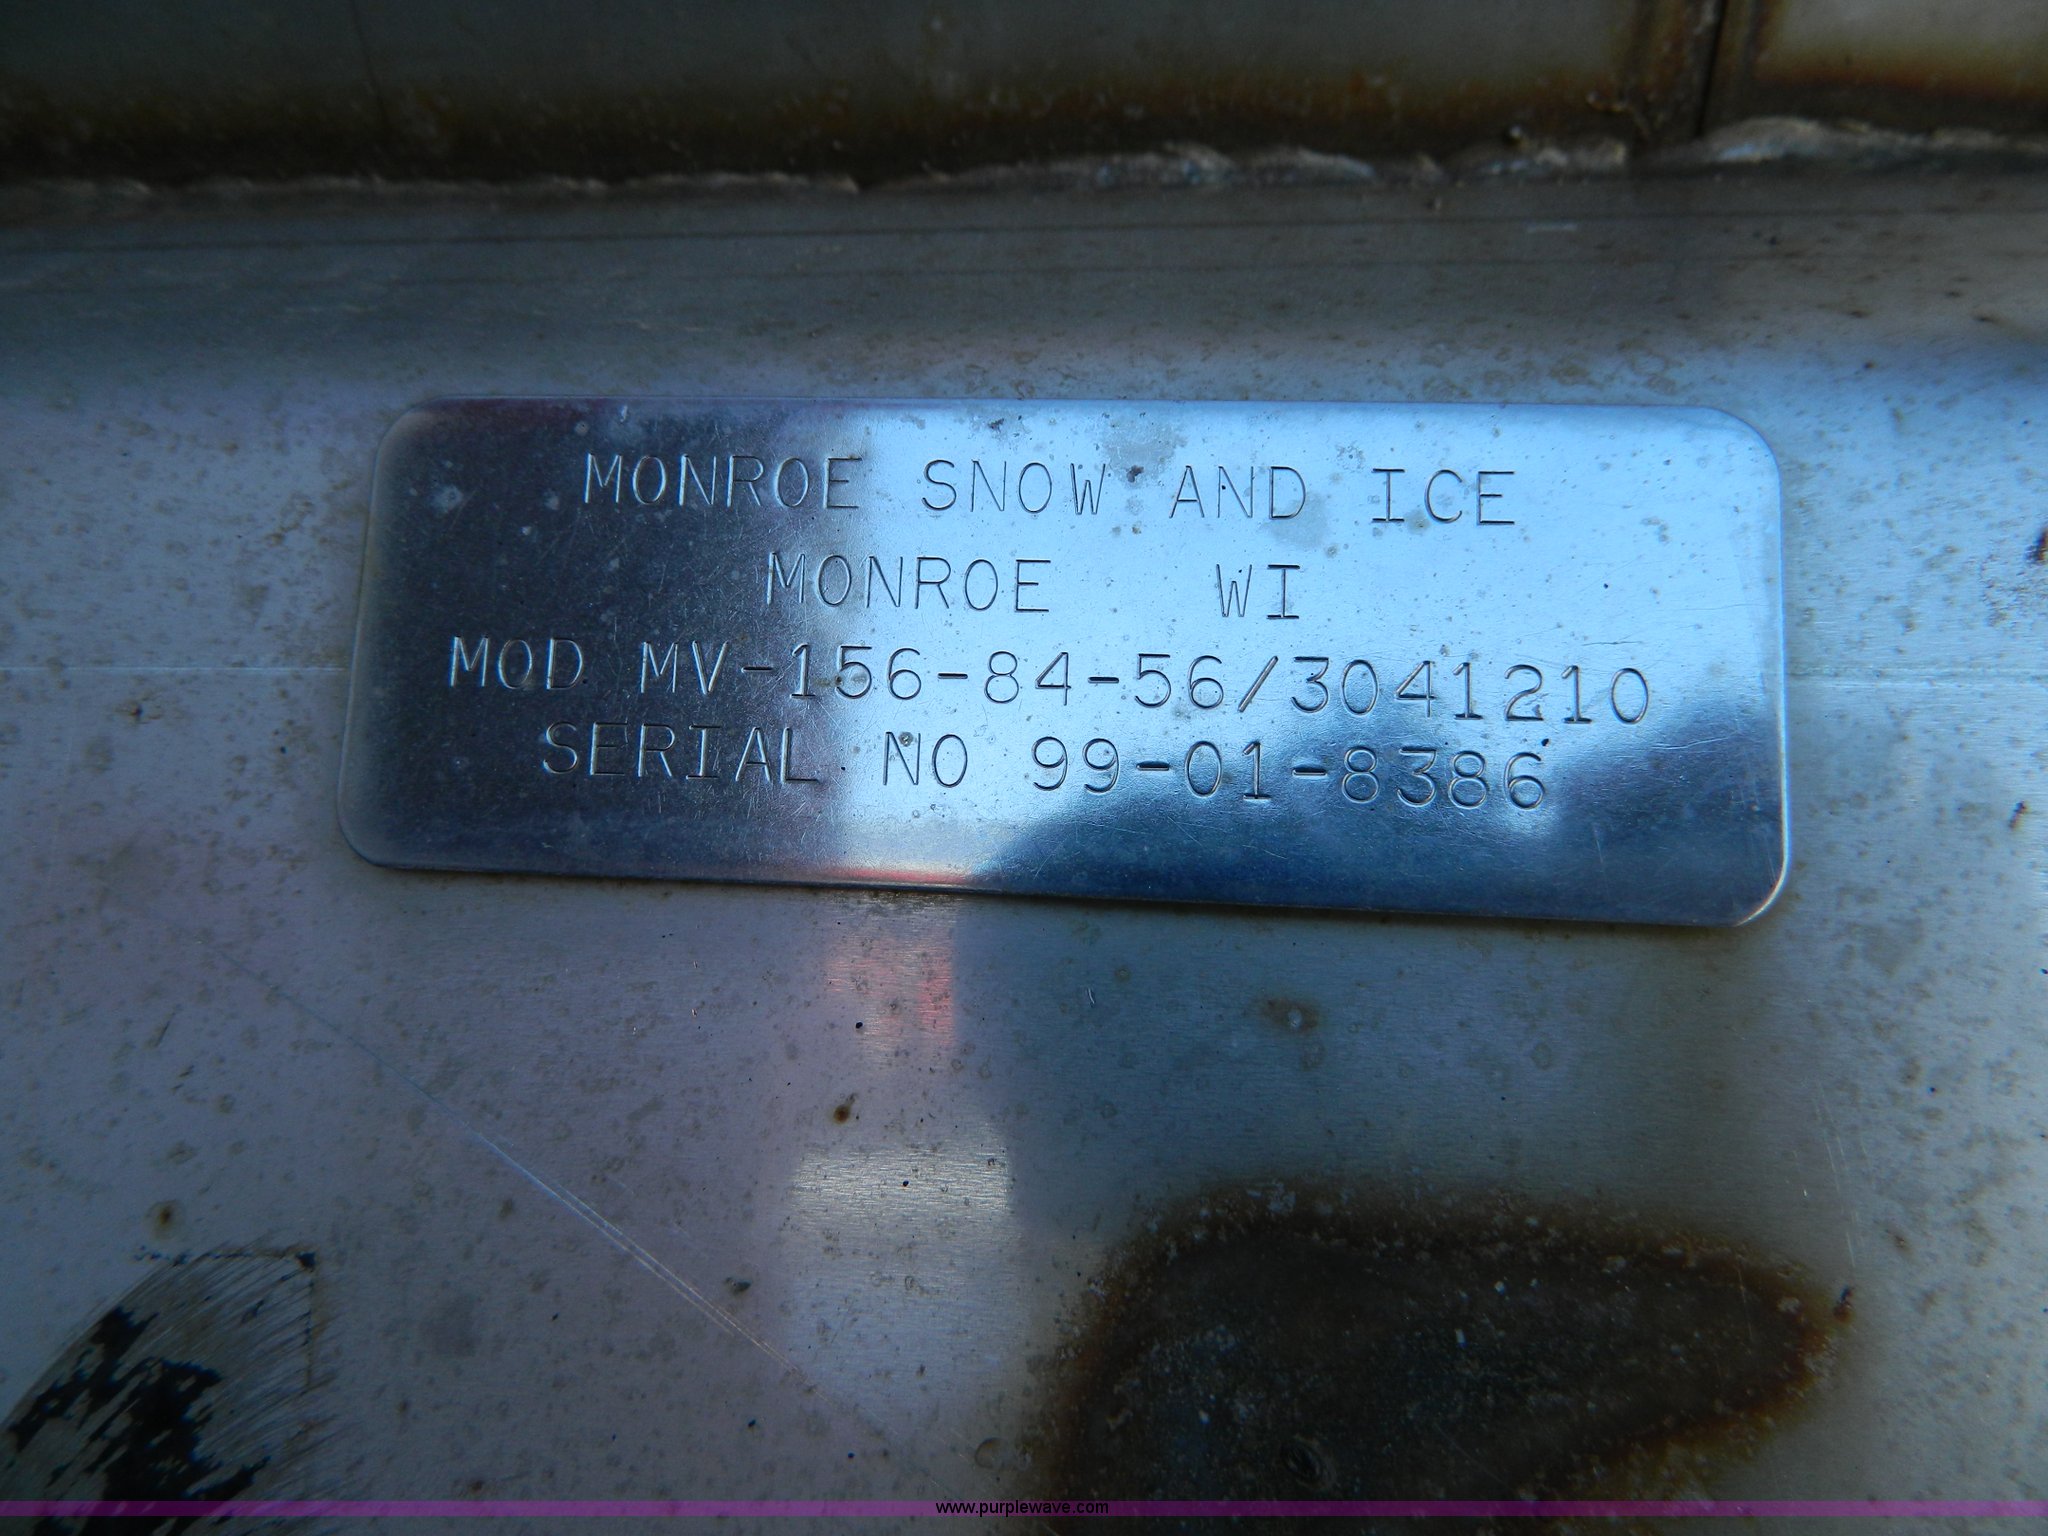 MONROE SNOW AND ICE
MONROE WI
MOD MV-156-84-56/3041210
SERIAL NO 99-01-8386
www.purplewave.com